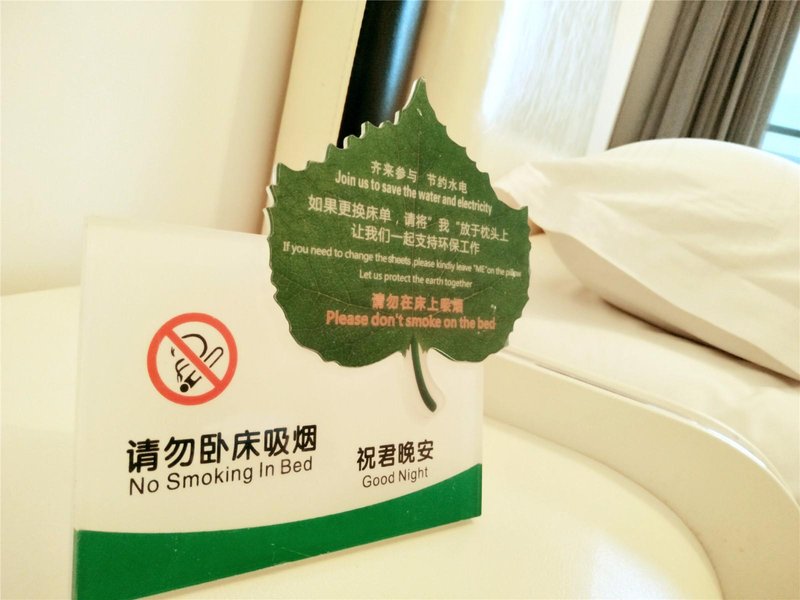 齐来参与 节约水电
Join us to save the water and electricity
如果更换床单，请将"我"放于枕头上
让我们一起支持环保工作
If you need to change the sheets ,please kindly leave "ME"on the pillow
Let us protect the earth together
请勿在床上吸烟
Please don't smoke on the bed
请勿卧床吸烟
No Smoking In Bed
祝君晚安
Good Night